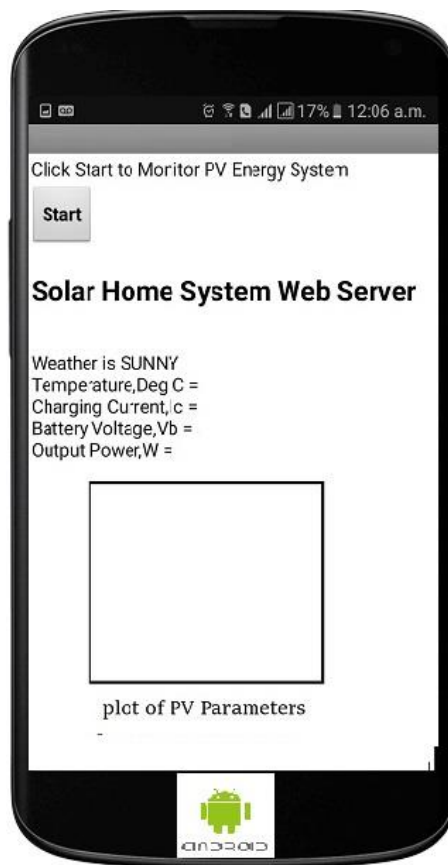 17% 12:06 a.m.
Click Start to Monitor PV Energy System
Start
Solar Home System Web Server
Weather is SUNNY
Temperature,Deg C =
Charging Current,Ic =
Battery Voltage,Vb =
Output Power,W =
plot of PV Parameters
ANDROID